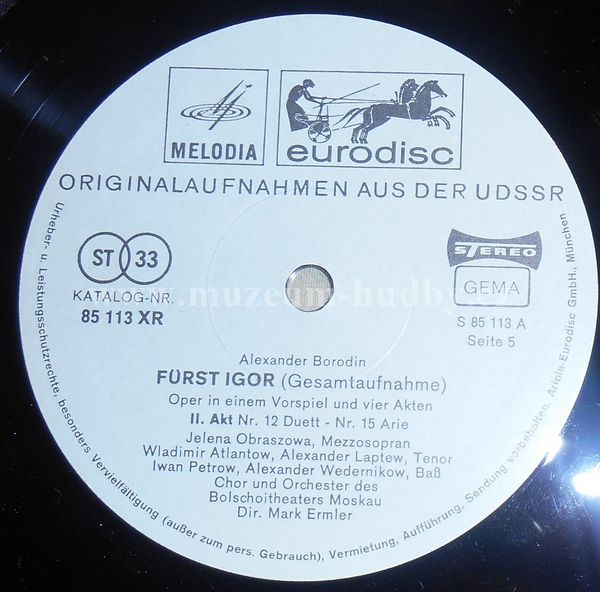 MELODIA
eurodisc
ORIGINALAUFNAHMEN AUS DER UDSSR
ST 33
KATALOG-NR.
85 113 XR
STEREO
GEMA
S 85 113 A
Seite 5
www.muzeum-hudby.cz
Alexander Borodin
FÜRST IGOR (Gesamtaufnahme)
Oper in einem Vorspiel und vier Akten
II. Akt Nr. 12 Duett - Nr. 15 Arie
Jelena Obraszowa, Mezzosopran
Wladimir Atlantow, Alexander Laptew, Tenor
Iwan Petrow, Alexander Wedernikow, Baß
Chor und Orchester des
Bolschoitheaters Moskau
Dir. Mark Ermler
Urheber- u. Leistungsschutzrechte, besonders Vervielfältigung (außer zum pers. Gebrauch), Vermietung, Aufführung, Sendung vorbehalten. Ariola-Eurodisc GmbH., München